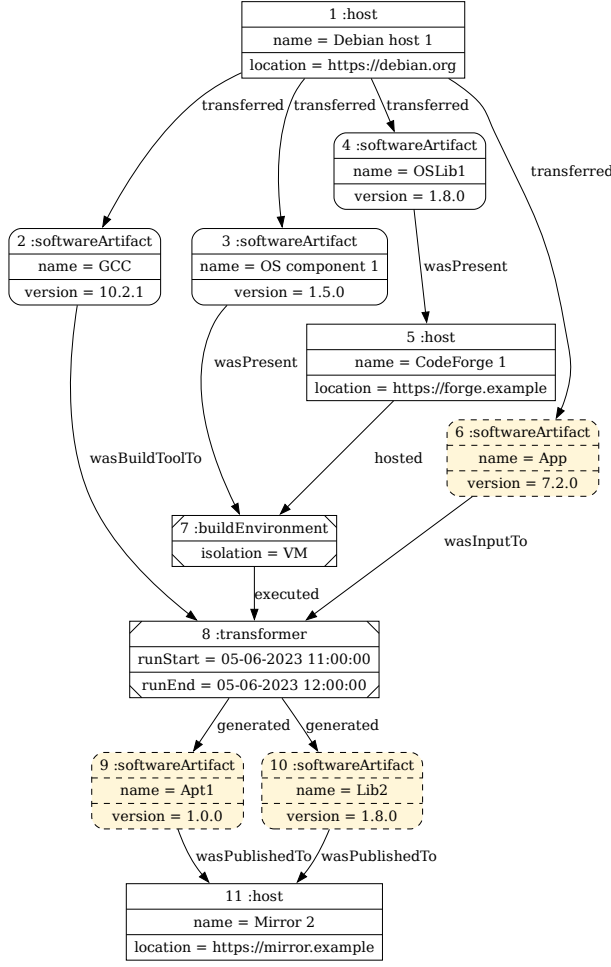 1 :host
name = Debian host 1
location = https://debian.org
transferred
transferred
transferred
4 :softwareArtifact
name = OSLib1
version = 1.8.0
transferred
2 :softwareArtifact
name = GCC
version = 10.2.1
3 :softwareArtifact
name = OS component 1
version = 1.5.0
wasPresent
5 :host
name = CodeForge 1
location = https://forge.example
wasPresent
6 :softwareArtifact
name = App
version = 7.2.0
wasBuildToolTo
hosted
7 :buildEnvironment
isolation = VM
wasInputTo
executed
8 :transformer
runStart = 05-06-2023 11:00:00
runEnd = 05-06-2023 12:00:00
generated
generated
9 :softwareArtifact
name = Apt1
version = 1.0.0
10 :softwareArtifact
name = Lib2
version = 1.8.0
wasPublishedTo
wasPublishedTo
11 :host
name = Mirror 2
location = https://mirror.example